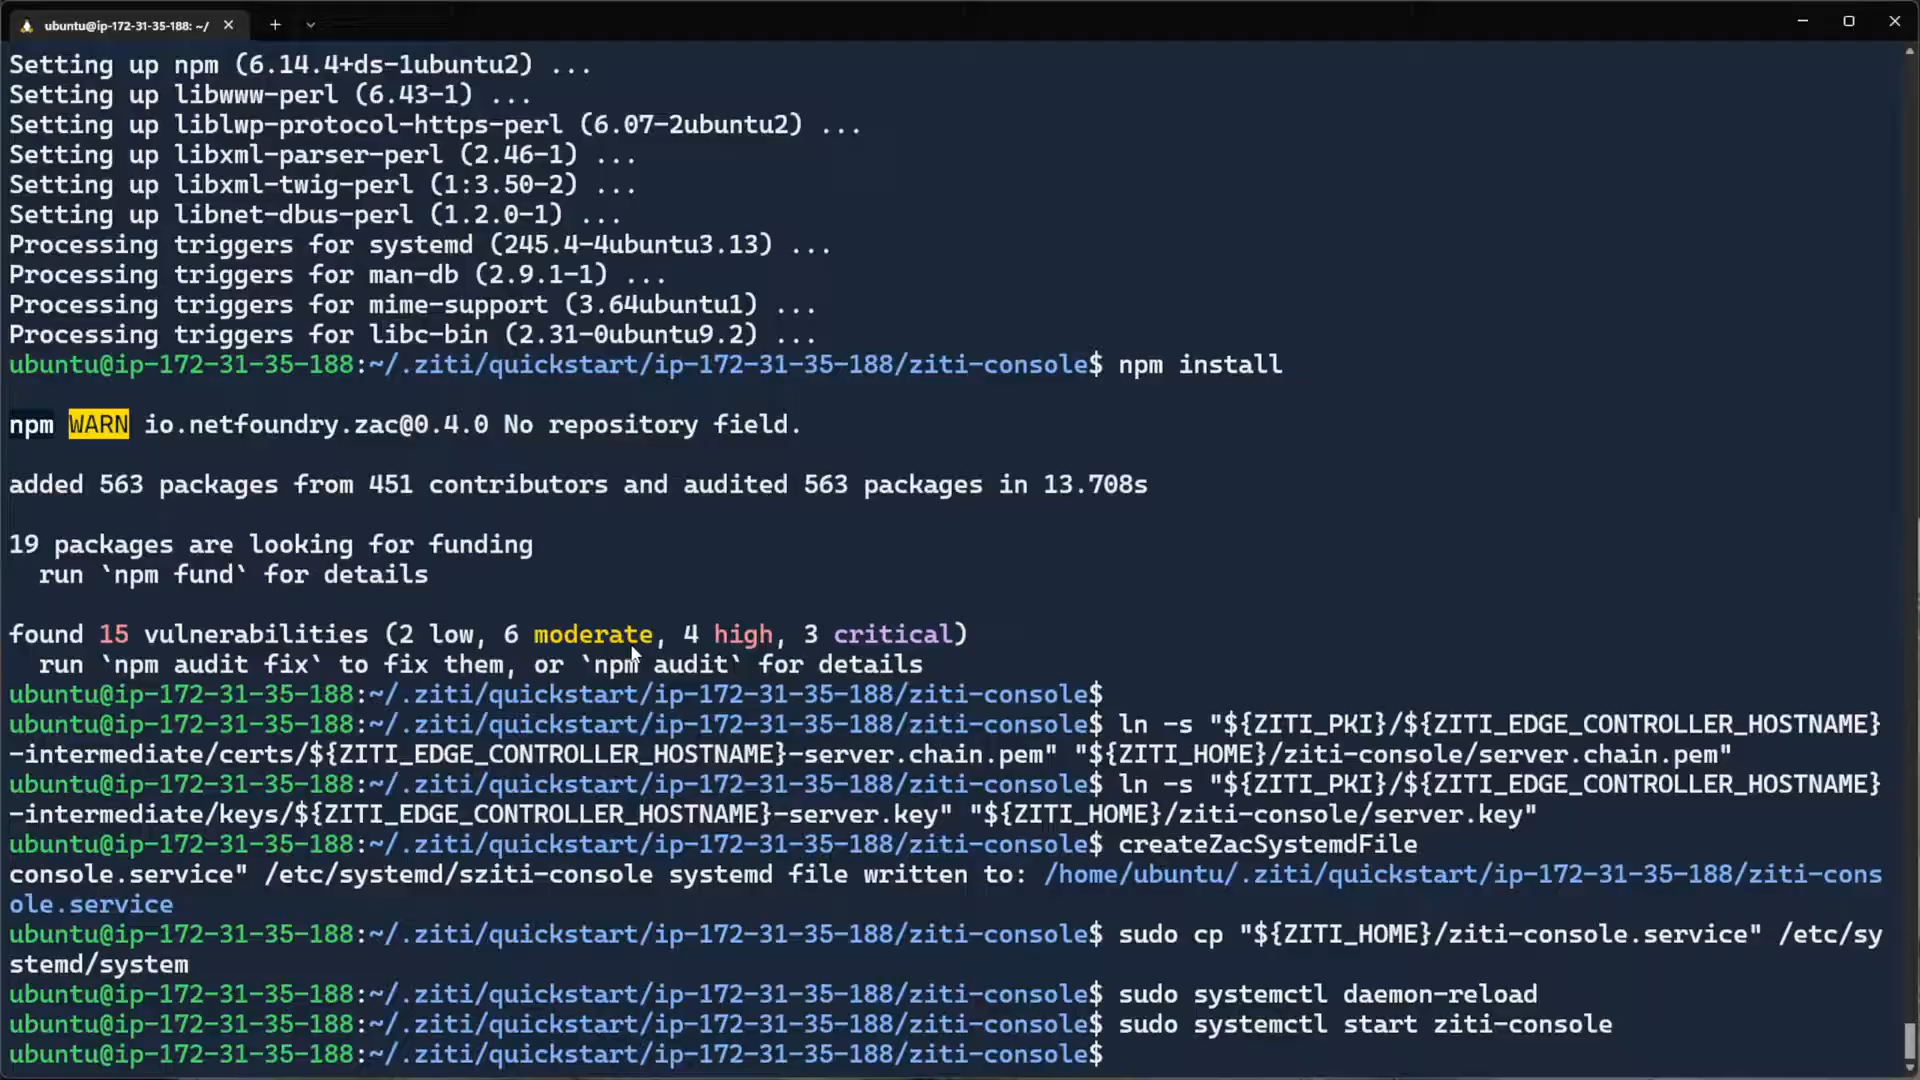 ubuntu@ip-172-31-35-188: ~/
Setting up npm (6.14.4+ds-1ubuntu2) ...
Setting up libwww-perl (6.43-1) ...
Setting up liblwp-protocol-https-perl (6.07-2ubuntu2) ...
Setting up libxml-parser-perl (2.46-1) ...
Setting up libxml-twig-perl (1:3.50-2) ...
Setting up libnet-dbus-perl (1.2.0-1) ...
Processing triggers for systemd (245.4-4ubuntu3.13) ...
Processing triggers for man-db (2.9.1-1) ...
Processing triggers for mime-support (3.64ubuntu1) ...
Processing triggers for libc-bin (2.31-0ubuntu9.2) ...
ubuntu@ip-172-31-35-188:~/.ziti/quickstart/ip-172-31-35-188/ziti-console$ npm install
npm WARN io.netfoundry.zac@0.4.0 No repository field.
added 563 packages from 451 contributors and audited 563 packages in 13.708s
19 packages are looking for funding
  run `npm fund` for details
found 15 vulnerabilities (2 low, 6 moderate, 4 high, 3 critical)
  run `npm audit fix` to fix them, or `npm audit` for details
ubuntu@ip-172-31-35-188:~/.ziti/quickstart/ip-172-31-35-188/ziti-console$
ubuntu@ip-172-31-35-188:~/.ziti/quickstart/ip-172-31-35-188/ziti-console$ ln -s "${ZITI_PKI}/${ZITI_EDGE_CONTROLLER_HOSTNAME}
-intermediate/certs/${ZITI_EDGE_CONTROLLER_HOSTNAME}-server.chain.pem" "${ZITI_HOME}/ziti-console/server.chain.pem"
ubuntu@ip-172-31-35-188:~/.ziti/quickstart/ip-172-31-35-188/ziti-console$ ln -s "${ZITI_PKI}/${ZITI_EDGE_CONTROLLER_HOSTNAME}
-intermediate/keys/${ZITI_EDGE_CONTROLLER_HOSTNAME}-server.key" "${ZITI_HOME}/ziti-console/server.key"
ubuntu@ip-172-31-35-188:~/.ziti/quickstart/ip-172-31-35-188/ziti-console$ createZacSystemdFile
console.service" /etc/systemd/sziti-console systemd file written to: /home/ubuntu/.ziti/quickstart/ip-172-31-35-188/ziti-cons
ole.service
ubuntu@ip-172-31-35-188:~/.ziti/quickstart/ip-172-31-35-188/ziti-console$ sudo cp "${ZITI_HOME}/ziti-console.service" /etc/sy
stemd/system
ubuntu@ip-172-31-35-188:~/.ziti/quickstart/ip-172-31-35-188/ziti-console$ sudo systemctl daemon-reload
ubuntu@ip-172-31-35-188:~/.ziti/quickstart/ip-172-31-35-188/ziti-console$ sudo systemctl start ziti-console
ubuntu@ip-172-31-35-188:~/.ziti/quickstart/ip-172-31-35-188/ziti-console$